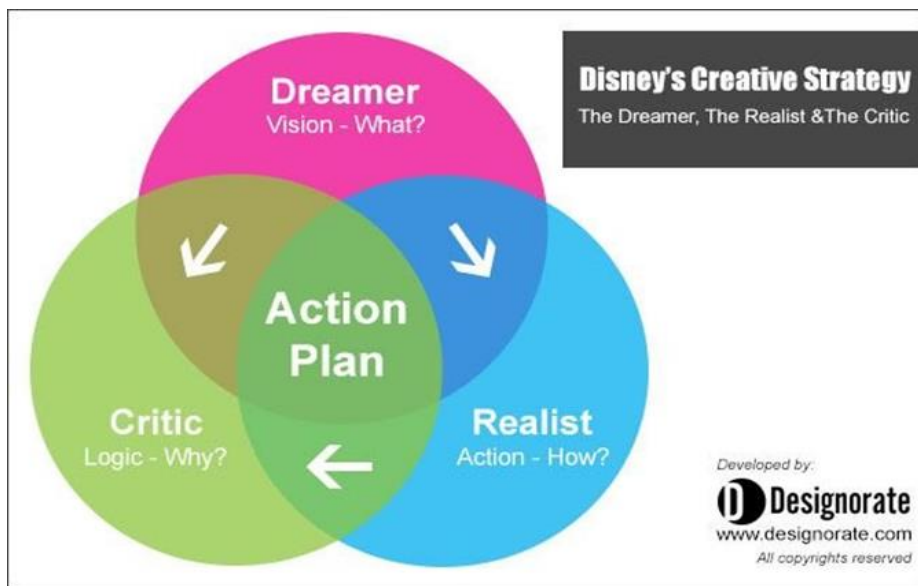 Disney's Creative Strategy
The Dreamer, The Realist &The Critic
Dreamer
Vision - What?
Action
Plan
Critic
Logic - Why?
Realist
Action - How?
Developed by:
D Designorate
www.designorate.com
All copyrights reserved